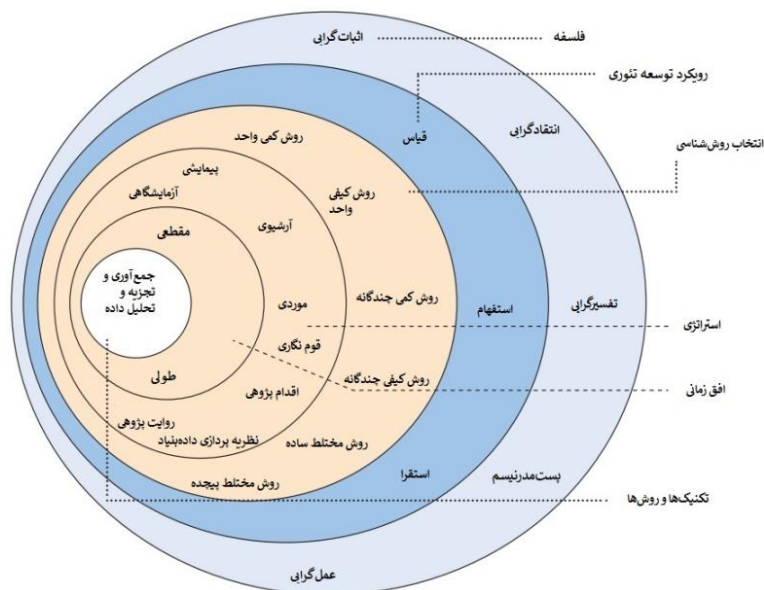 اثبات‌گرایی
فلسفه
رویکرد توسعه تئوری
انتقادگرایی
قیاس
روش کمی واحد
انتخاب روش‌شناسی
پیمایشی
آزمایشگاهی
روش کیفی
واحد
آرشیوی
مقطعی
جمع‌آوری و
تجزیه و
تحلیل داده
روش کمی چندگانه
موردی
استفهام
تفسیرگرایی
استراتژی
قوم نگاری
طولی
روش کیفی چندگانه
افق زمانی
اقدام پژوهی
روایت پژوهی
نظریه پردازی داده‌بنیاد
روش مختلط ساده
استقرا
پست‌مدرنیسم
روش مختلط پیچده
تکنیک‌ها و روش‌ها
عمل‌گرایی